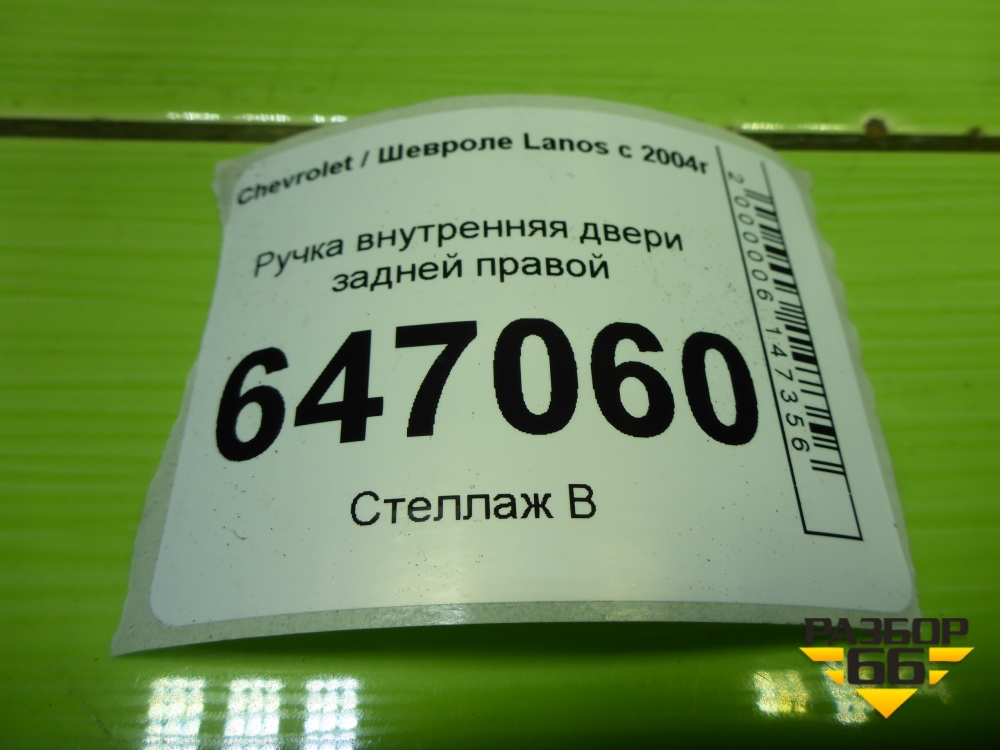 Chevrolet / Шевроле Lanos с 2004г
Ручка внутренняя двери
задней правой
647060
Стеллаж В
2000006147356
РАЗБОР
66